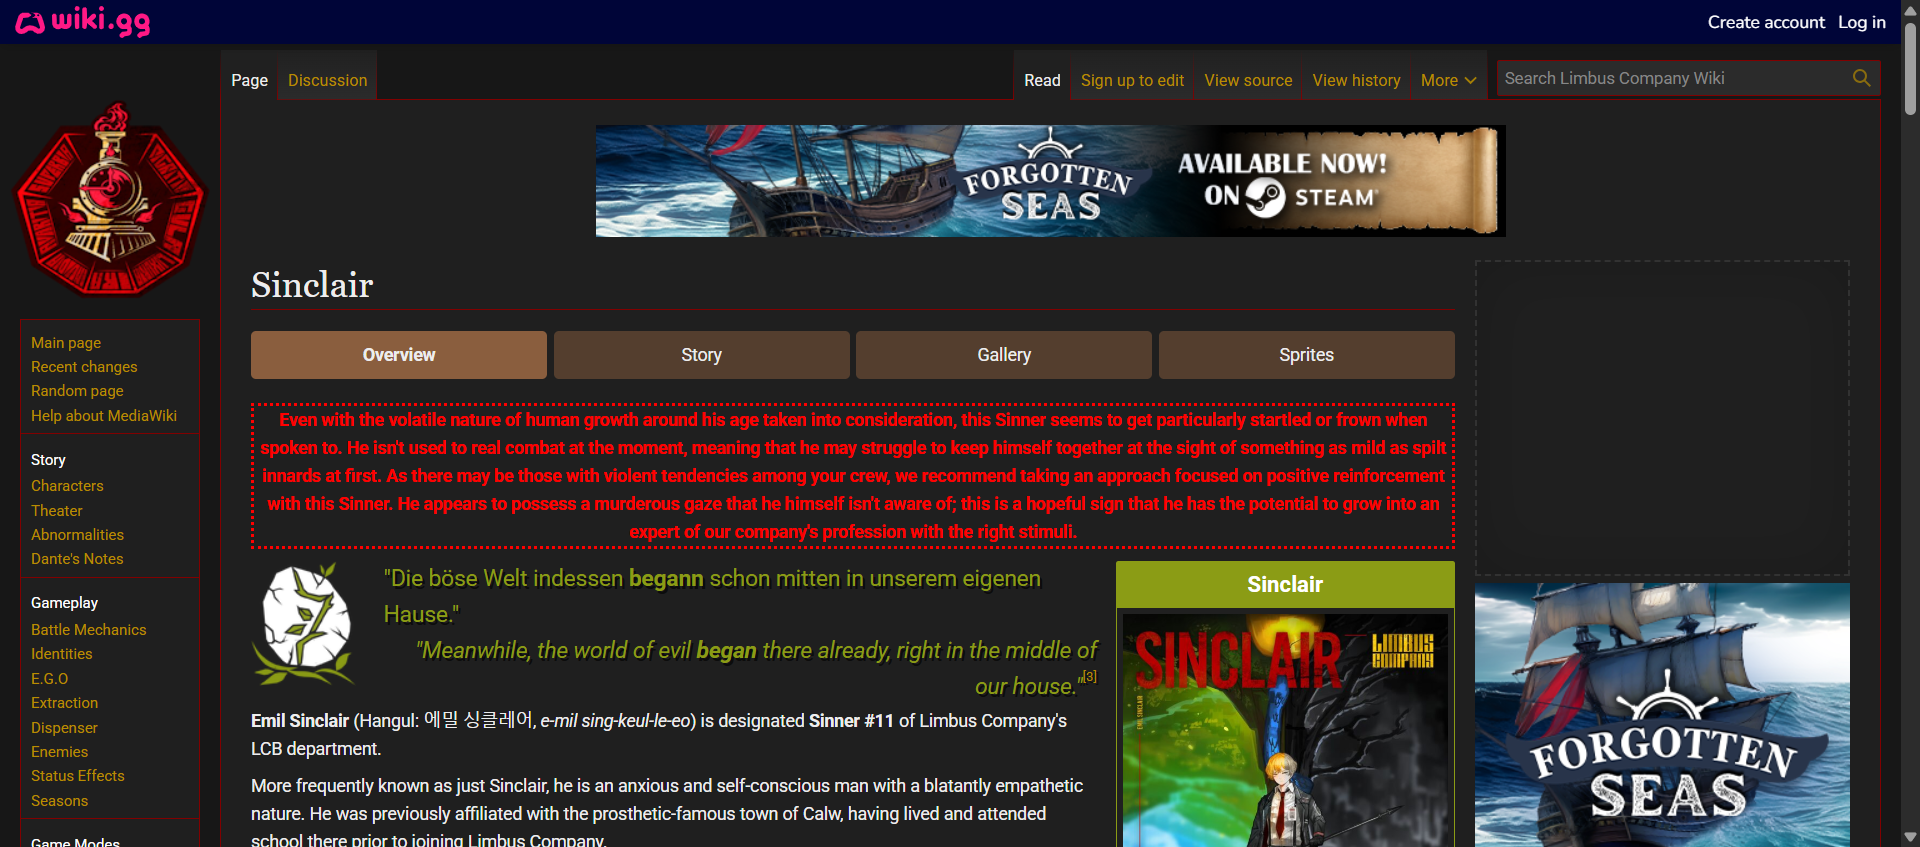 wiki.gg
Create account
Log in
Page
Discussion
Read
Sign up to edit
View source
View history
More
Search Limbus Company Wiki
FORGOTTEN
SEAS
AVAILABLE NOW!
ON STEAM
Main page
Recent changes
Random page
Help about MediaWiki
Story
Characters
Theater
Abnormalities
Dante's Notes
Gameplay
Battle Mechanics
Identities
E.G.O
Extraction
Dispenser
Enemies
Status Effects
Seasons
Game Modes
Sinclair
Overview
Story
Gallery
Sprites
Even with the volatile nature of human growth around his age taken into consideration, this Sinner seems to get particularly startled or frown when
spoken to. He isn't used to real combat at the moment, meaning that he may struggle to keep himself together at the sight of something as mild as spilt
innards at first. As there may be those with violent tendencies among your crew, we recommend taking an approach focused on positive reinforcement
with this Sinner. He appears to possess a murderous gaze that he himself isn't aware of; this is a hopeful sign that he has the potential to grow into an
expert of our company's profession with the right stimuli.
"Die böse Welt indessen begann schon mitten in unserem eigenen
Hause."
"Meanwhile, the world of evil began there already, right in the middle of
our house."[3]
Emil Sinclair (Hangul: 에밀 싱클레어, e-mil sing-keul-le-eo) is designated Sinner #11 of Limbus Company's
LCB department.
More frequently known as just Sinclair, he is an anxious and self-conscious man with a blatantly empathetic
nature. He was previously affiliated with the prosthetic-famous town of Calw, having lived and attended
school there prior to joining Limbus Company.
Sinclair
SINCLAIR
LIMBUS
COMPANY
EMIL SINCLAIR
FORGOTTEN
SEAS